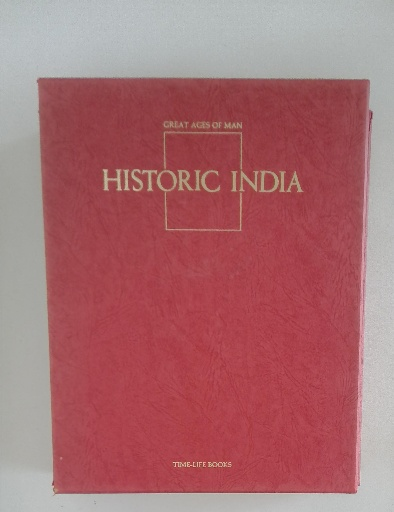 GREAT AGES OF MAN
HISTORIC INDIA
TIME-LIFE BOOKS